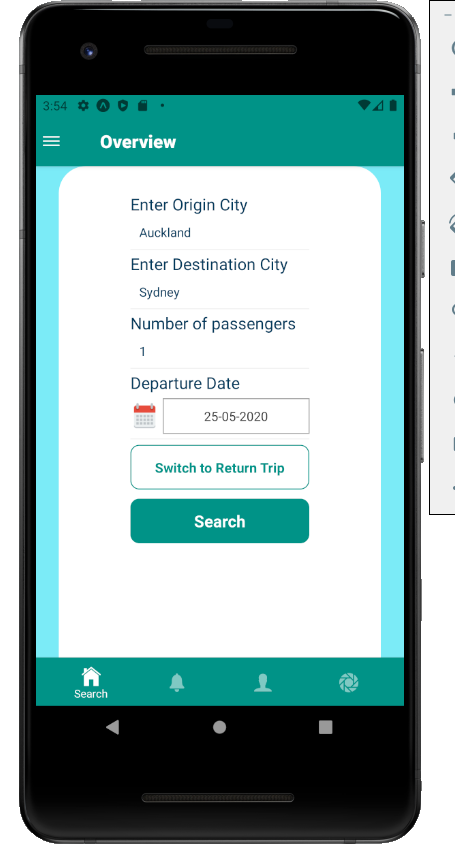 3:54
Overview
Enter Origin City
Auckland
Enter Destination City
Sydney
Number of passengers
1
Departure Date
25-05-2020
Switch to Return Trip
Search
Search